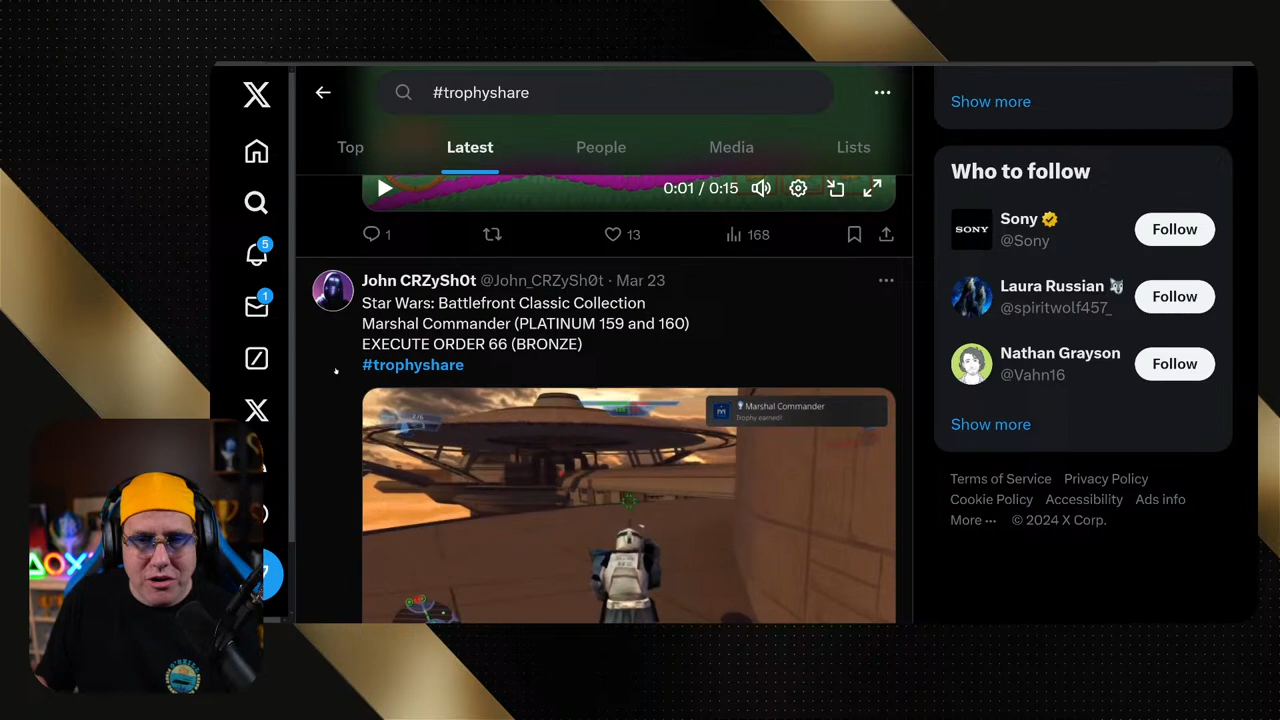 #trophyshare
Top
Latest
People
Media
Lists
0:01 / 0:15
1
13
168
John CRZySh0t @John_CRZySh0t · Mar 23
Star Wars: Battlefront Classic Collection
Marshal Commander (PLATINUM 159 and 160)
EXECUTE ORDER 66 (BRONZE)
#trophyshare
Marshal Commander
Trophy earned!
5
1
Show more
Who to follow
Sony
@Sony
Follow
SONY
Laura Russian
@spiritwolf457_
Follow
Nathan Grayson
@Vahn16
Follow
Show more
Terms of Service Privacy Policy
Cookie Policy Accessibility Ads info
More ··· © 2024 X Corp.